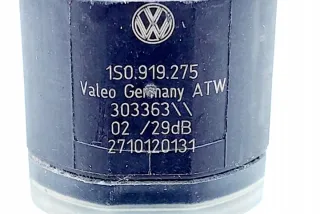 1S0.919.275
Valeo Germany ATW
303363\\
02 /29dB
2710120131